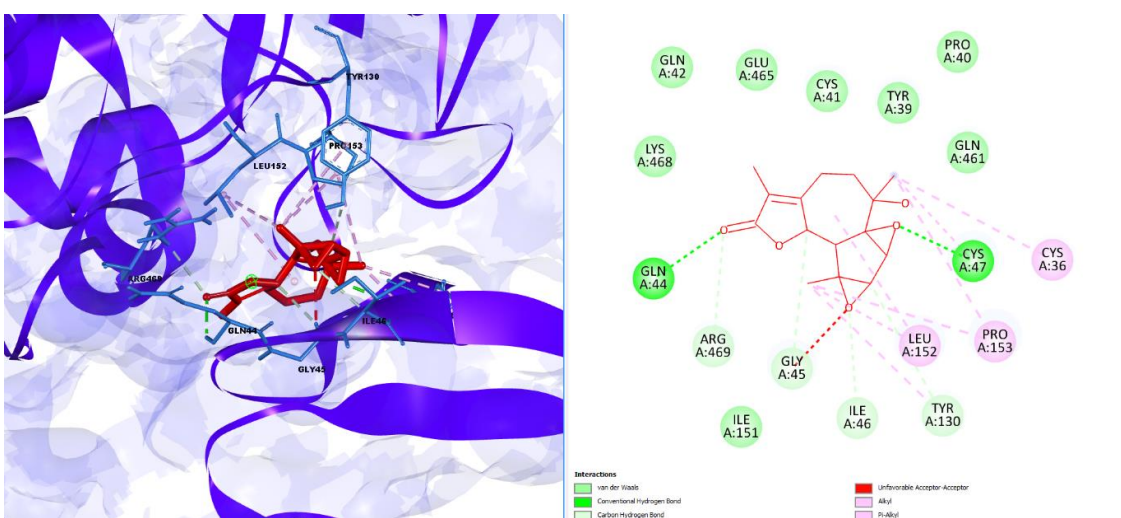 TYR130
PRO153
LEU152
ARG469
GLN44
ILE46
GLY45
GLN
A:42
GLU
A:465
CYS
A:41
TYR
A:39
PRO
A:40
LYS
A:468
GLN
A:461
O
O
O
O
O
GLN
A:44
CYS
A:47
CYS
A:36
ARG
A:469
GLY
A:45
LEU
A:152
PRO
A:153
ILE
A:151
ILE
A:46
TYR
A:130
Interactions
van der Waals
Conventional Hydrogen Bond
Carbon Hydrogen Bond
Unfavorable Acceptor-Acceptor
Alkyl
Pi-Alkyl